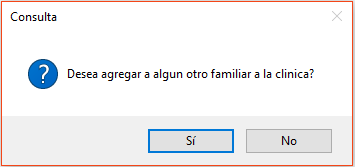 Consulta
Desea agregar a algun otro familiar a la clinica?
Sí
No